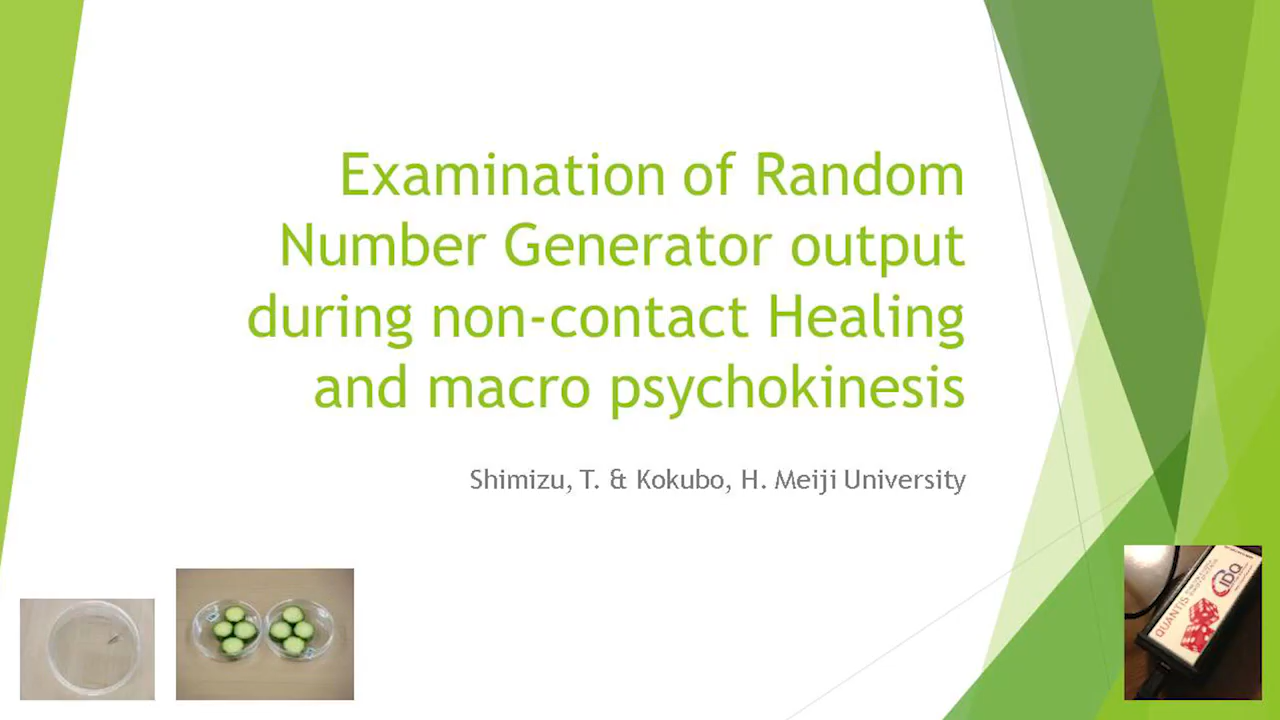 Examination of Random
Number Generator output
during non-contact Healing
and macro psychokinesis
Shimizu, T. & Kokubo, H. Meiji University
QUANTIS
IDQ